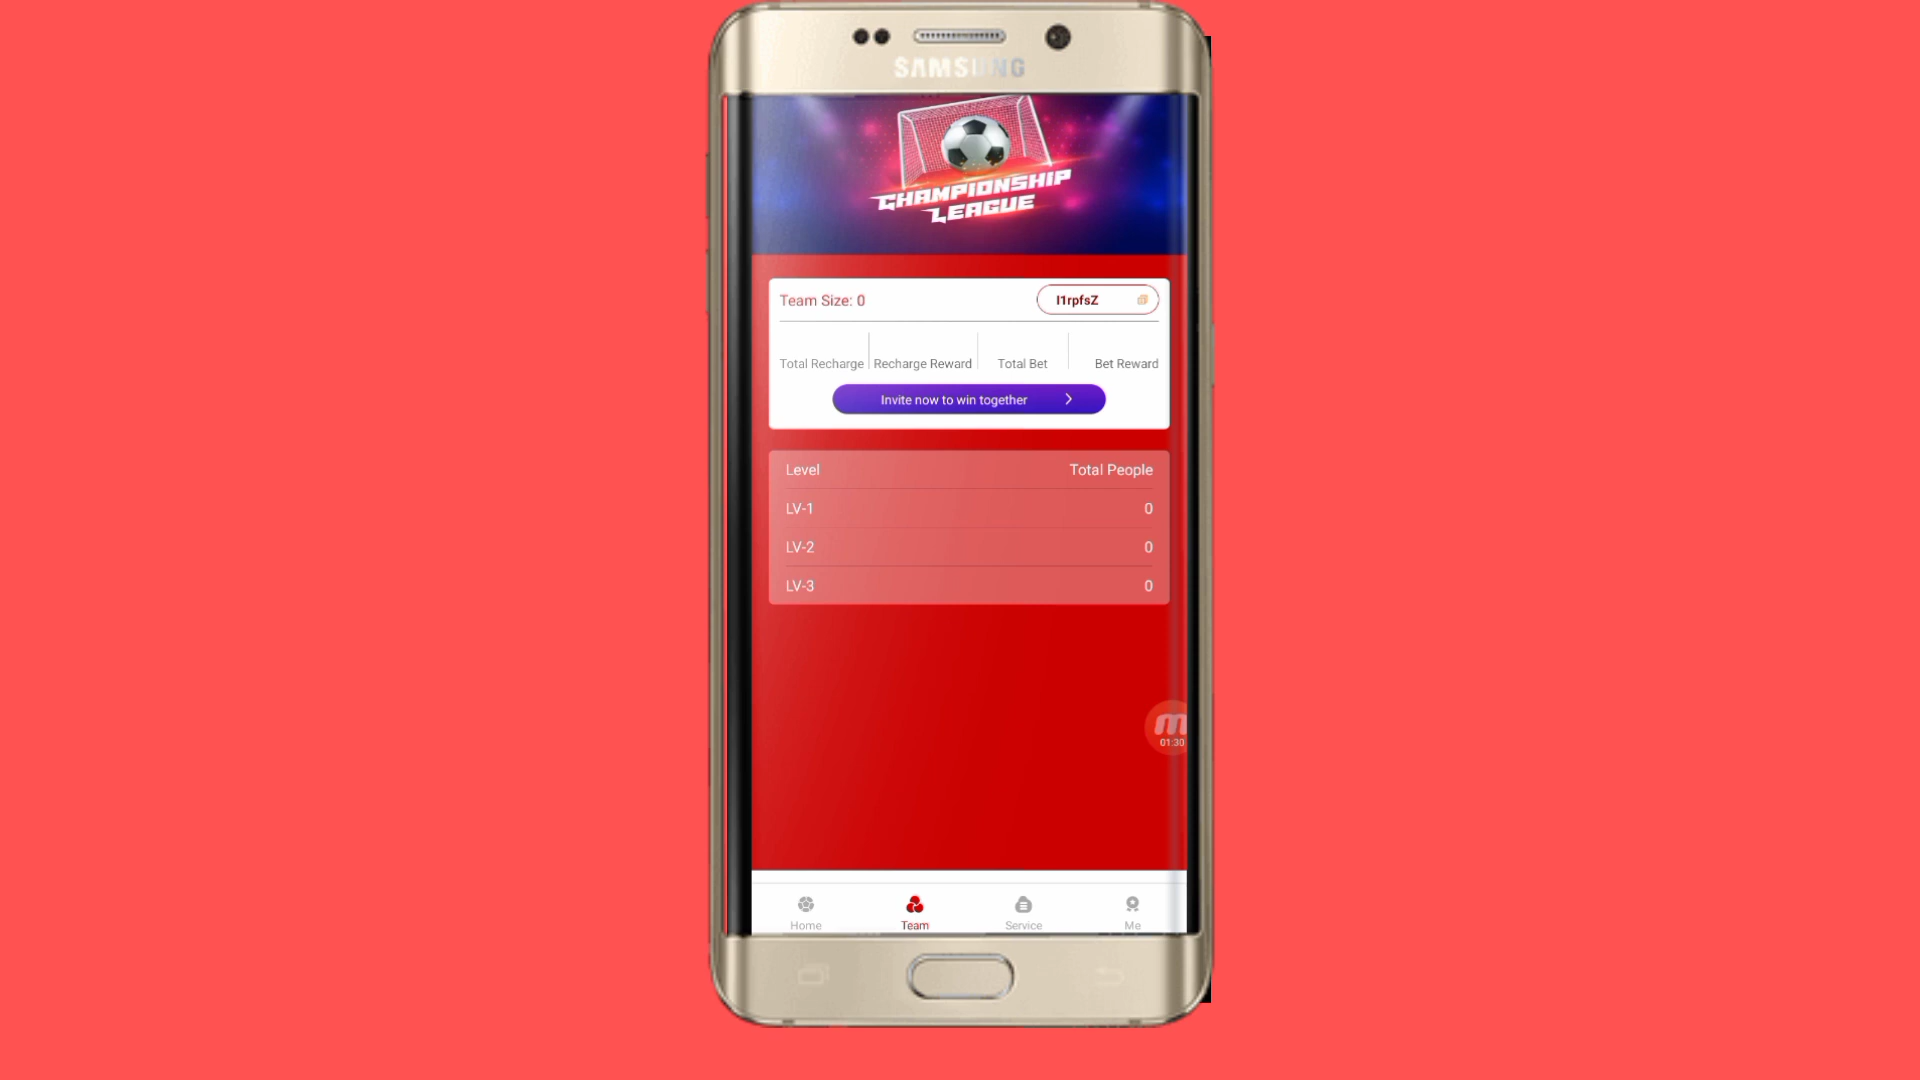 SAMSUNG
CHAMPIONSHIP
LEAGUE
Team Size: 0
I1rpfsZ
Total Recharge
Recharge Reward
Total Bet
Bet Reward
Invite now to win together
Level Total People
LV-1 0
LV-2 0
LV-3 0
m
01:30
Home Team Service Me